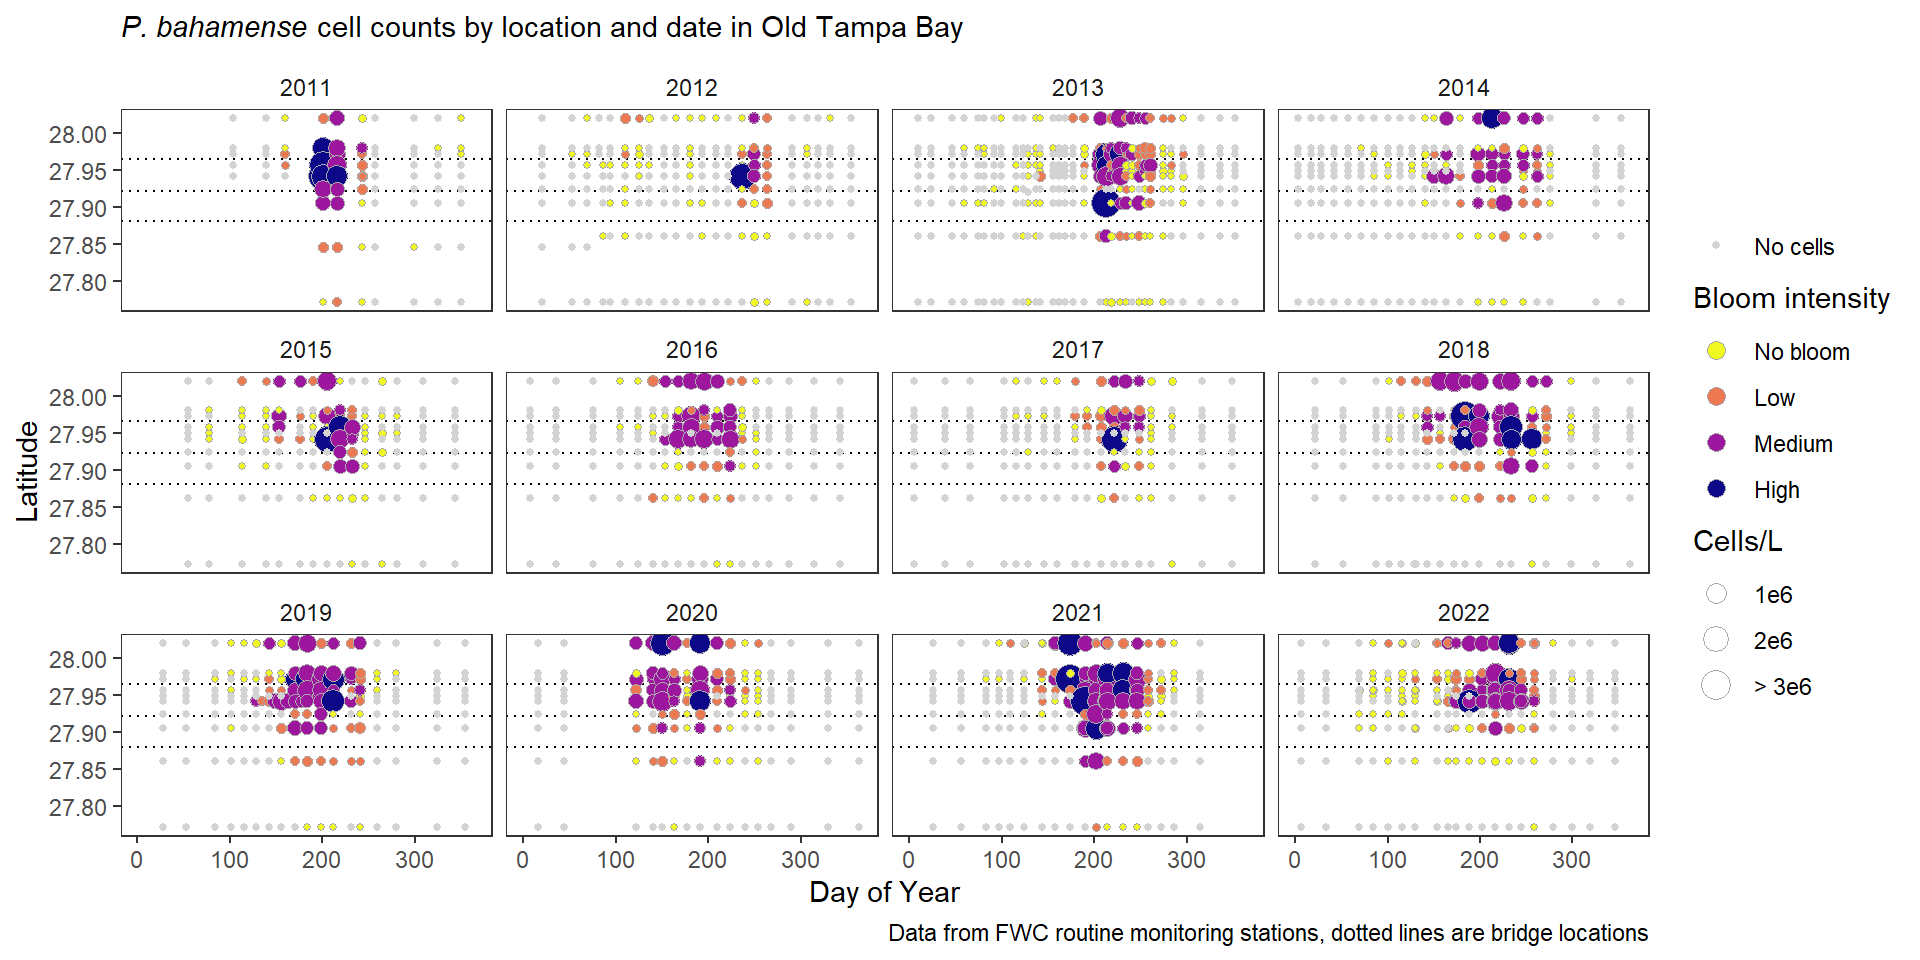 P. bahamense cell counts by location and date in Old Tampa Bay
2011 2012 2013 2014
28.00
27.95
27.90
27.85
27.80
2015 2016 2017 2018
28.00
27.95
27.90
27.85
27.80
2019 2020 2021 2022
28.00
27.95
27.90
27.85
27.80
0 100 200 300 0 100 200 300 0 100 200 300 0 100 200 300
Latitude
Day of Year
No cells
Bloom intensity
No bloom
Low
Medium
High
Cells/L
1e6
2e6
> 3e6
Data from FWC routine monitoring stations, dotted lines are bridge locations